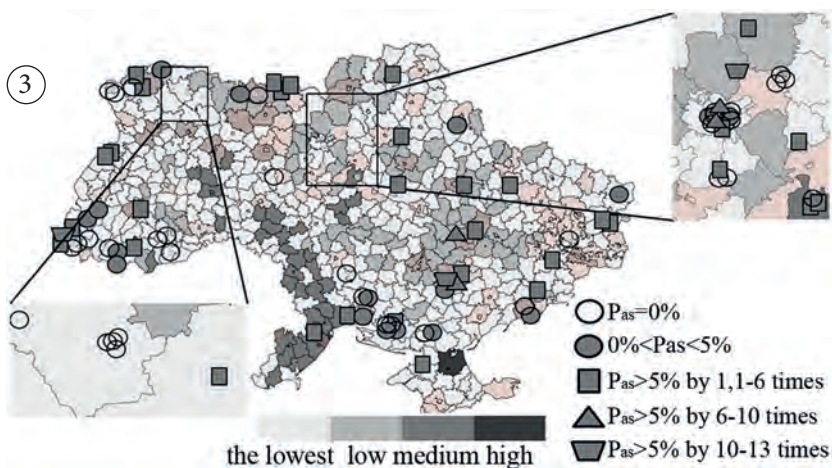 3
Pas=0%
0%<Pas<5%
Pas>5% by 1,1-6 times
Pas>5% by 6-10 times
Pas>5% by 10-13 times
the lowest low medium high